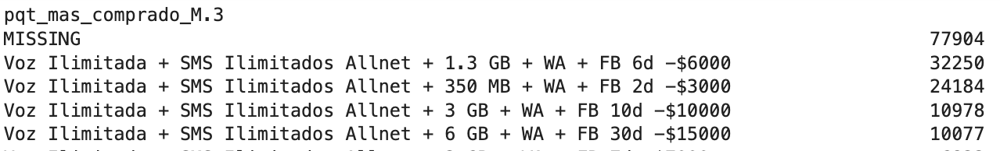 pqt_mas_comprado_M.3
MISSING 77904
Voz Ilimitada + SMS Ilimitados Allnet + 1.3 GB + WA + FB 6d –$6000 32250
Voz Ilimitada + SMS Ilimitados Allnet + 350 MB + WA + FB 2d –$3000 24184
Voz Ilimitada + SMS Ilimitados Allnet + 3 GB + WA + FB 10d –$10000 10978
Voz Ilimitada + SMS Ilimitados Allnet + 6 GB + WA + FB 30d –$15000 10077